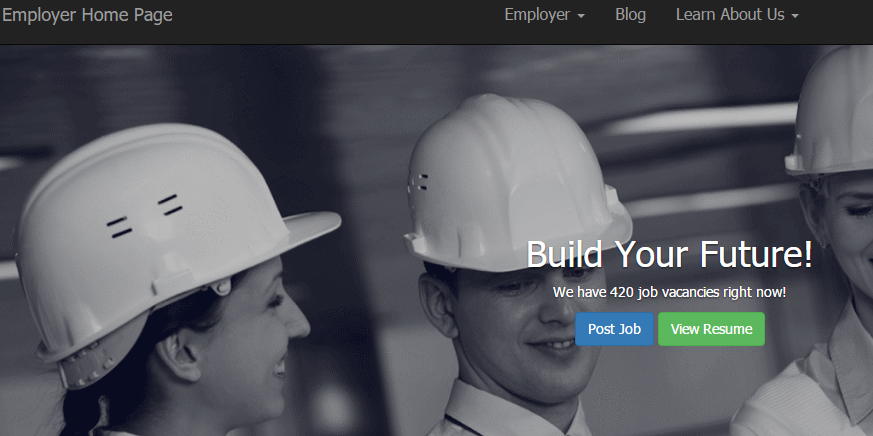 Employer Home Page
Employer
Blog
Learn About Us
Build Your Future!
We have 420 job vacancies right now!
Post Job
View Resume